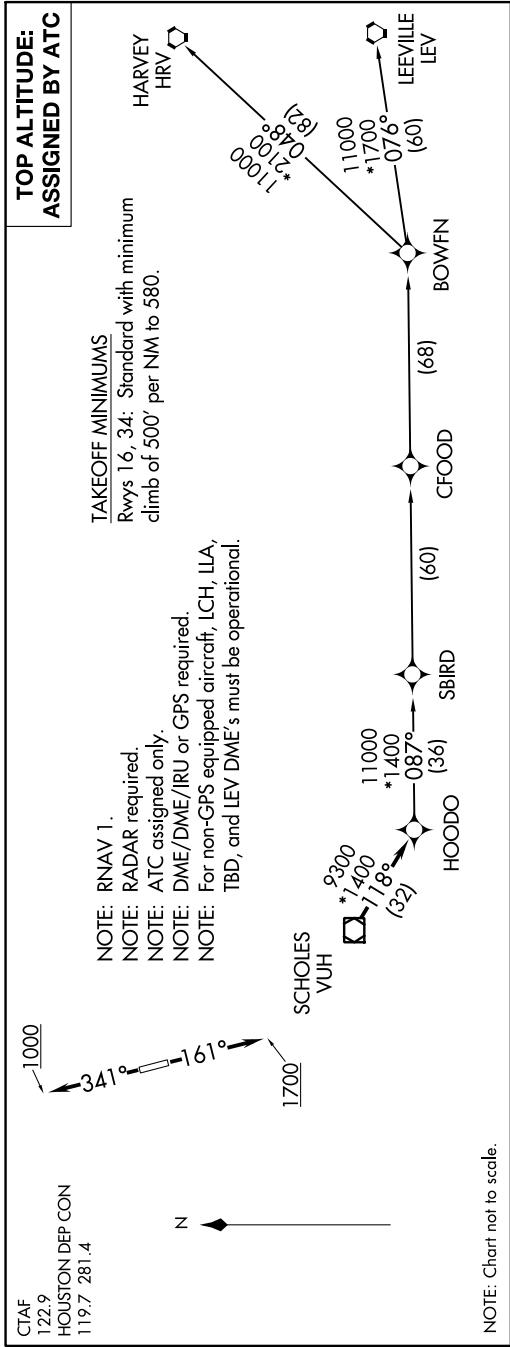 CTAF
122.9
HOUSTON DEP CON
119.7 281.4
TOP ALTITUDE:
ASSIGNED BY ATC
1000
341°
161°
1700
N
NOTE: RNAV 1.
NOTE: RADAR required.
NOTE: ATC assigned only.
NOTE: DME/DME/IRU or GPS required.
NOTE: For non-GPS equipped aircraft, LCH, LLA,
TBD, and LEV DME's must be operational.
TAKEOFF MINIMUMS
Rwys 16, 34: Standard with minimum
climb of 500' per NM to 580.
HARVEY
HRV
11000
*2100
048°
(82)
LEEVILLE
LEV
11000
*1700
076°
(60)
SCHOLES
VUH
9300
*1400
118°
(32)
HOODO
11000
*1400
087°
(36)
SBIRD
(60)
CFOOD
(68)
BOWFN
NOTE: Chart not to scale.